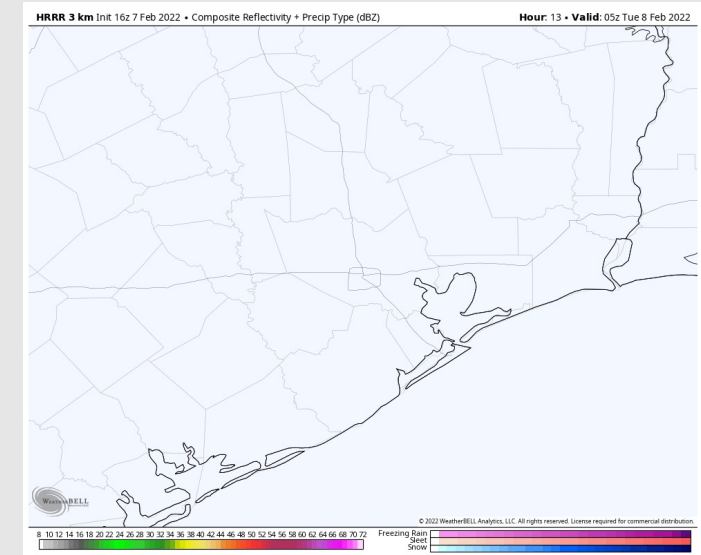 HRRR 3 km Init 16z 7 Feb 2022 • Composite Reflectivity + Precip Type (dBZ) Hour: 13 • Valid: 05z Tue 8 Feb 2022
WEATHERBELL
© 2022 WeatherBELL Analytics, LLC. All rights reserved. License required for commercial distribution.
8 10 12 14 16 18 20 22 24 26 28 30 32 34 36 38 40 42 44 46 48 50 52 54 56 58 60 62 64 66 68 70 72
Freezing Rain
Sleet
Snow